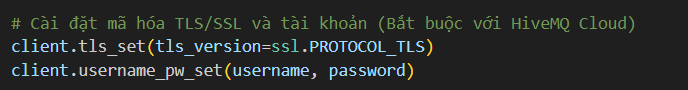 # Cài đặt mã hóa TLS/SSL và tài khoản (Bắt buộc với HiveMQ Cloud)
client.tls_set(tls_version=ssl.PROTOCOL_TLS)
client.username_pw_set(username, password)